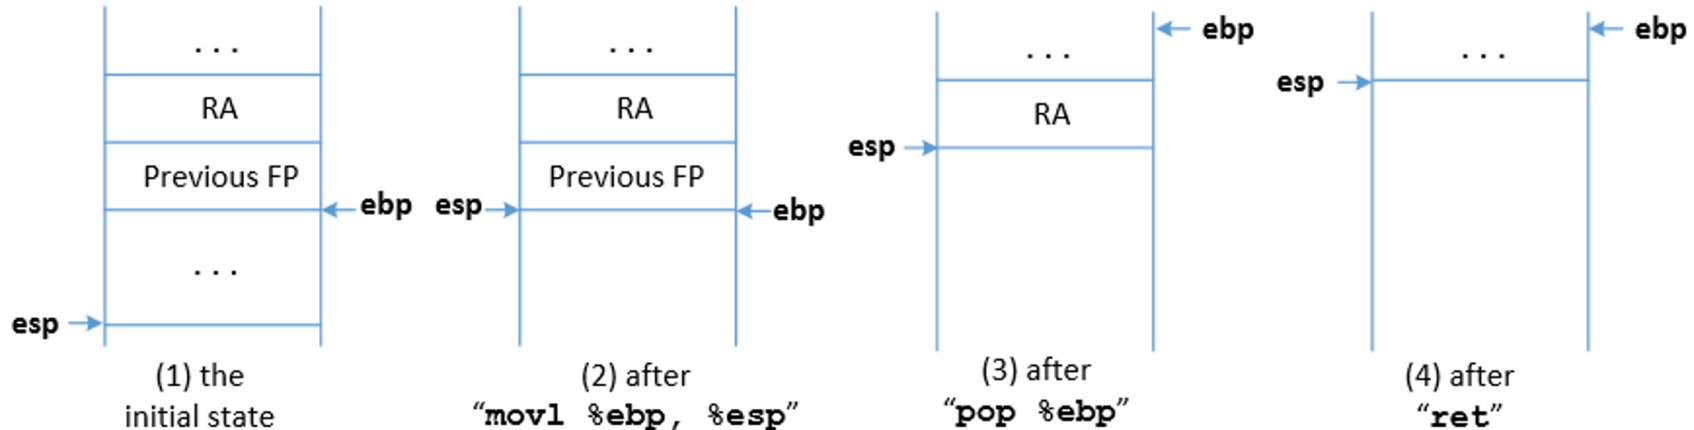 . . .
RA
Previous FP
ebp
. . .
esp
(1) the
initial state
. . .
RA
Previous FP
esp
ebp
(2) after
“movl %ebp, %esp”
ebp
. . .
RA
esp
(3) after
“pop %ebp”
ebp
. . .
esp
(4) after
“ret”